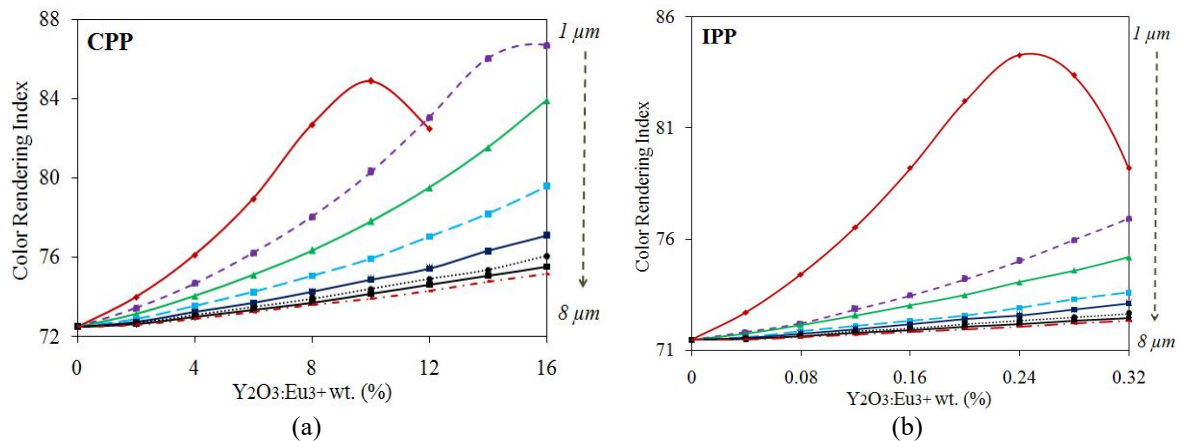 CPP
Color Rendering Index
88
84
80
76
72
0
4
8
12
16
Y2O3:Eu3+ wt. (%)
1 µm
8 µm
(a)
IPP
Color Rendering Index
86
81
76
71
0
0.08
0.16
0.24
0.32
Y2O3:Eu3+ wt. (%)
1 µm
8 µm
(b)